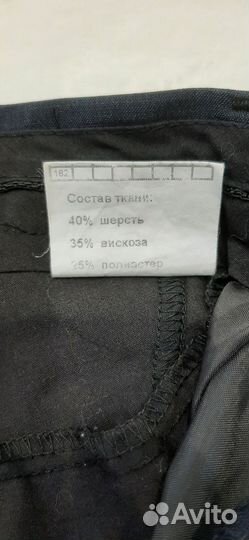 182
Состав ткани:
40% шерсть
35% вискоза
25% полиэстер
Avito